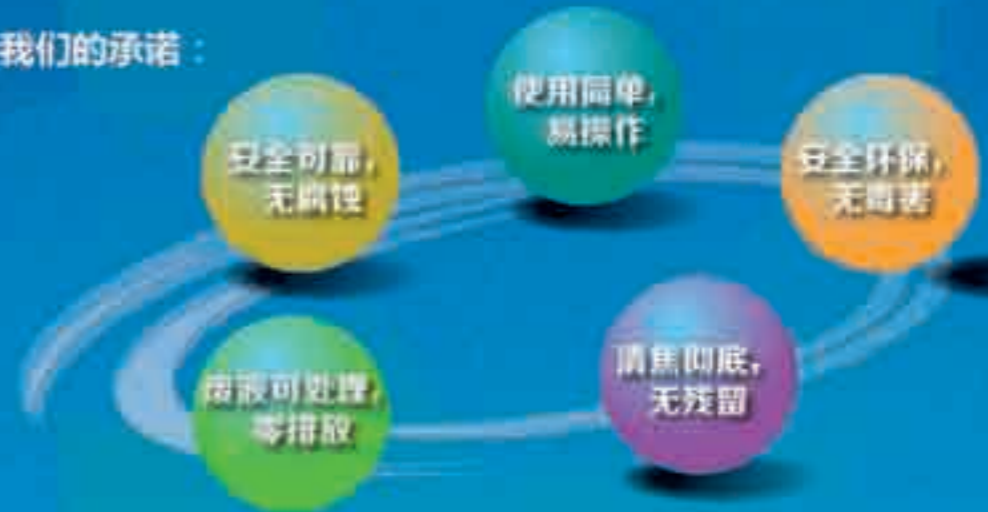 我们的承诺：
安全可靠，
无腐蚀
使用简单，
易操作
安全环保，
无毒害
清焦彻底，
无残留
废液可处理，
零排放